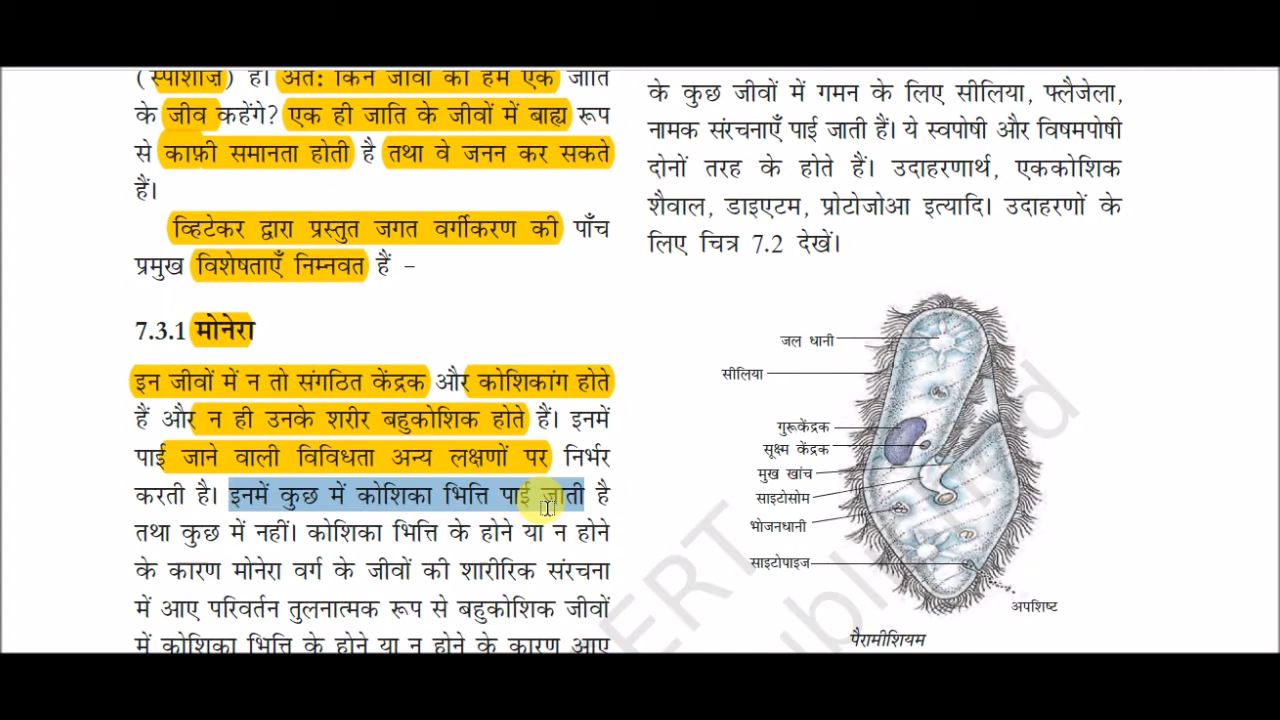 (स्पीशीज़) है। अतः किन जीवों को हम एक जाति
के जीव कहेंगे? एक ही जाति के जीवों में बाह्य रूप
से काफ़ी समानता होती है तथा वे जनन कर सकते
हैं।
व्हिटेकर द्वारा प्रस्तुत जगत वर्गीकरण की पाँच
प्रमुख विशेषताएँ निम्नवत हैं –
7.3.1 मोनेरा
इन जीवों में न तो संगठित केंद्रक और कोशिकांग होते
हैं और न ही उनके शरीर बहुकोशिक होते हैं। इनमें
पाई जाने वाली विविधता अन्य लक्षणों पर निर्भर
करती है। इनमें कुछ में कोशिका भित्ति पाई जाती है
तथा कुछ में नहीं। कोशिका भित्ति के होने या न होने
के कारण मोनेरा वर्ग के जीवों की शारीरिक संरचना
में आए परिवर्तन तुलनात्मक रूप से बहुकोशिक जीवों
में कोशिका भित्ति के होने या न होने के कारण आए
के कुछ जीवों में गमन के लिए सीलिया, फ्लैजेला,
नामक संरचनाएँ पाई जाती हैं। ये स्वपोषी और विषमपोषी
दोनों तरह के होते हैं। उदाहरणार्थ, एककोशिक
शैवाल, डाइएटम, प्रोटोजोआ इत्यादि। उदाहरणों के
लिए चित्र 7.2 देखें।
जल धानी
सीलिया
गुरूकेंद्रक
सूक्ष्म केंद्रक
मुख खांच
साइटोसोम
भोजनधानी
साइटोपाइज
अपशिष्ट
पैरामीशियम